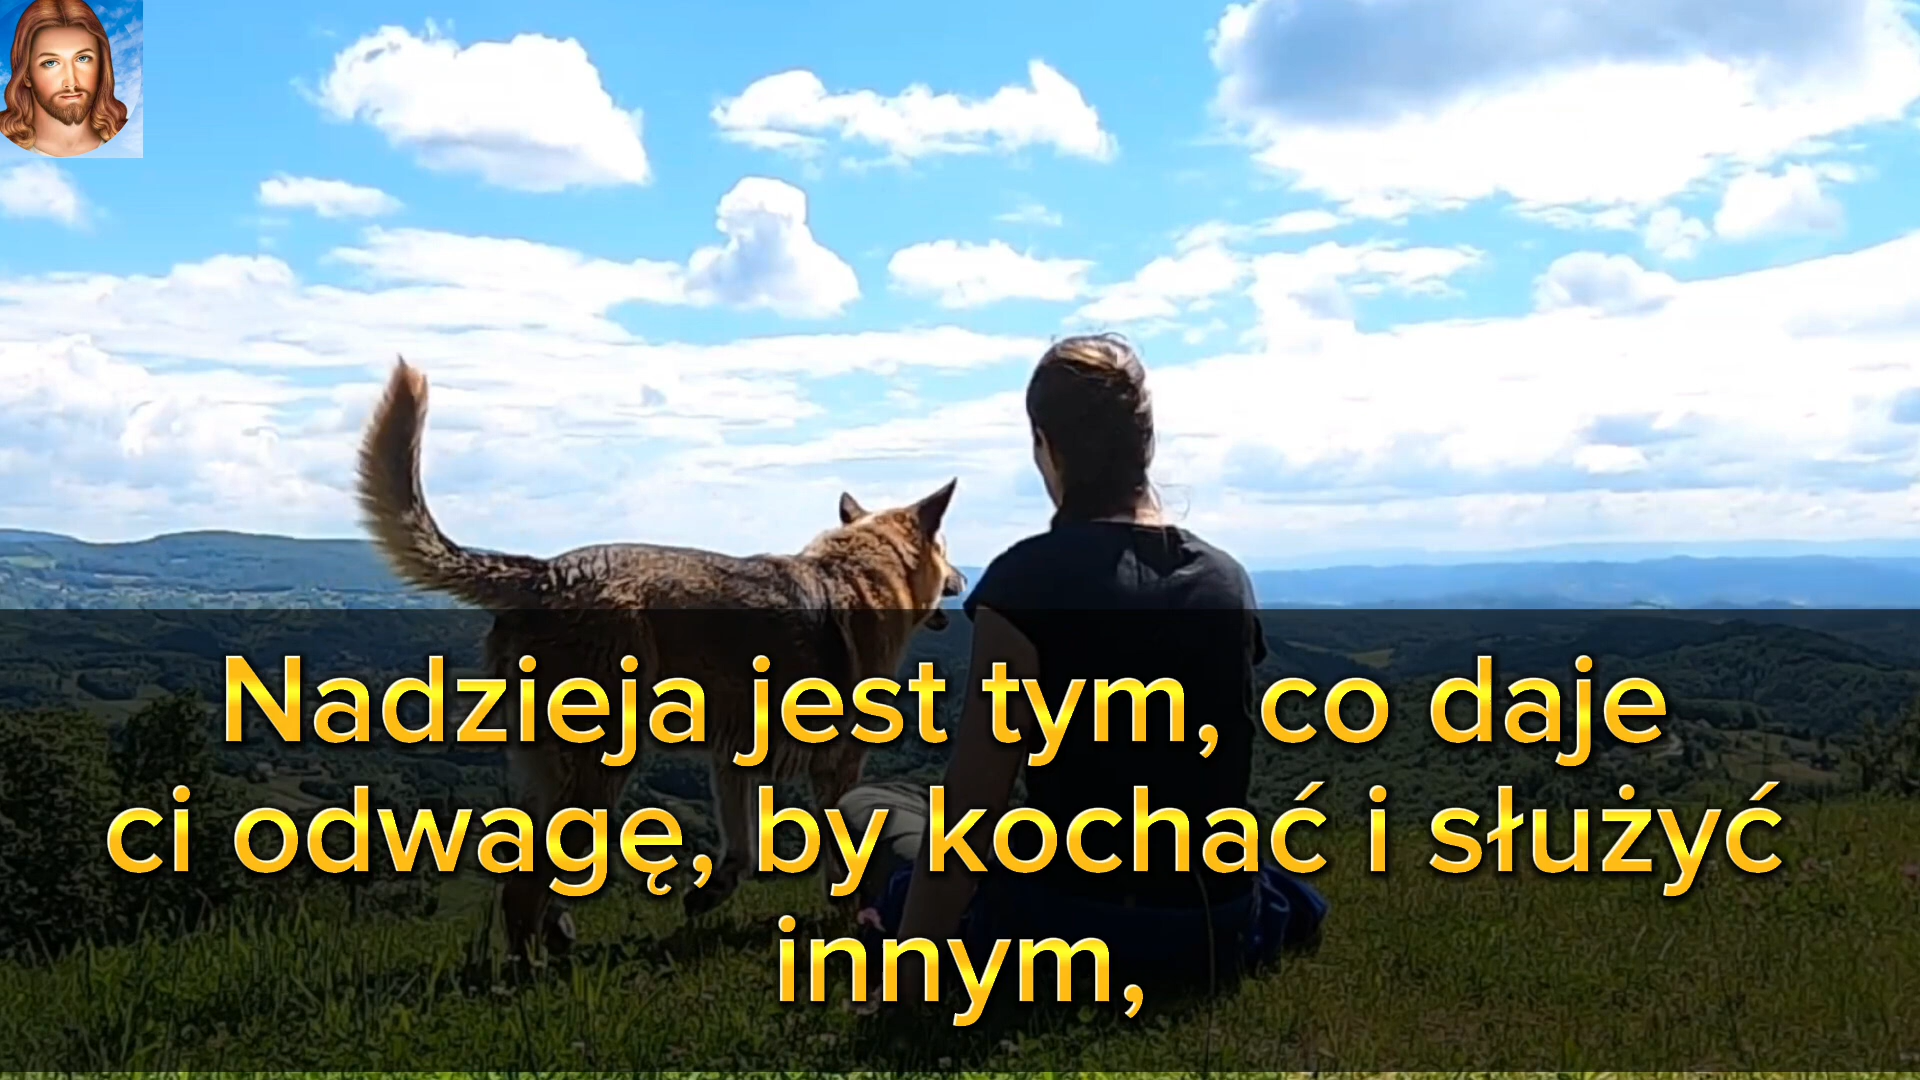 Nadzieja jest tym, co daje
ci odwagę, by kochać i służyć
innym,